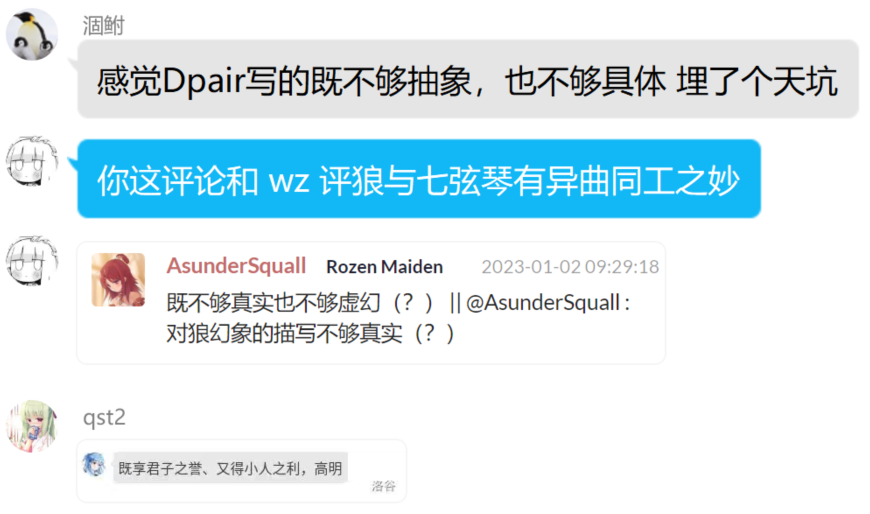 涸鲋
感觉Dpair写的既不够抽象，也不够具体 埋了个天坑
你这评论和 wz 评狼与七弦琴有异曲同工之妙
AsunderSquall Rozen Maiden 2023-01-02 09:29:18
既不够真实也不够虚幻（？）||@AsunderSquall :
对狼幻象的描写不够真实（？）
qst2
既享君子之誉、又得小人之利，高明
洛谷